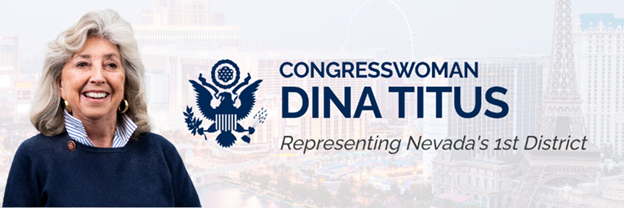 CONGRESSWOMAN
DINA TITUS
Representing Nevada's 1st District